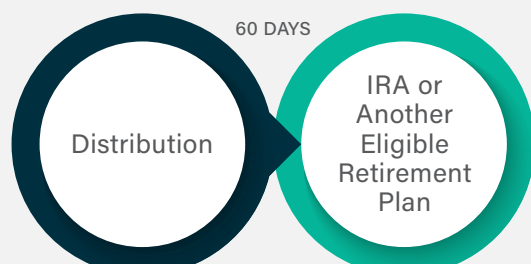 60 DAYS
Distribution
IRA or
Another
Eligible
Retirement
Plan